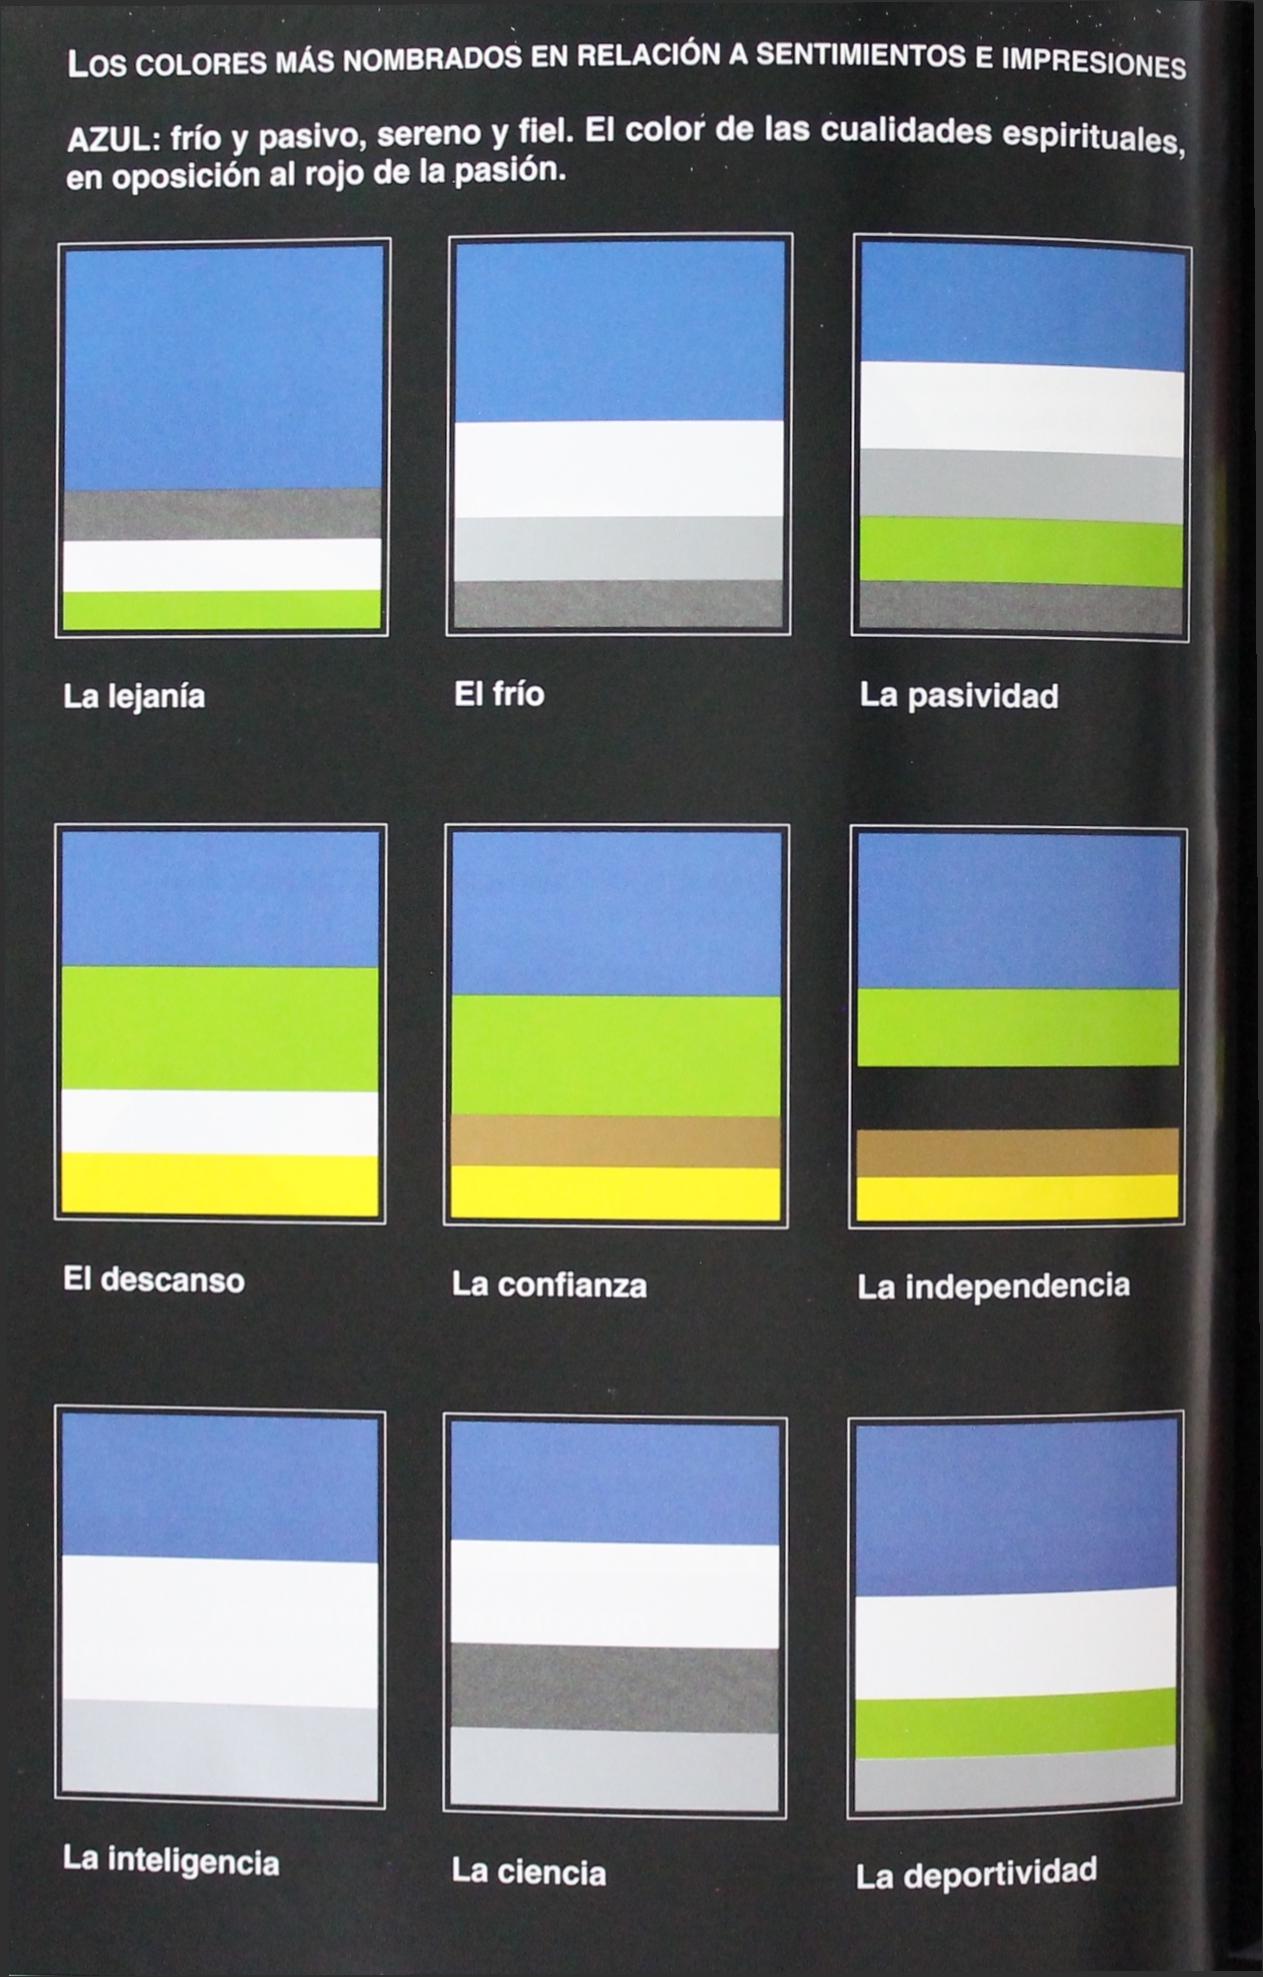 LOS COLORES MÁS NOMBRADOS EN RELACIÓN A SENTIMIENTOS E IMPRESIONES
AZUL: frío y pasivo, sereno y fiel. El color de las cualidades espirituales,
en oposición al rojo de la pasión.
La lejanía
El frío
La pasividad
El descanso
La confianza
La independencia
La inteligencia
La ciencia
La deportividad